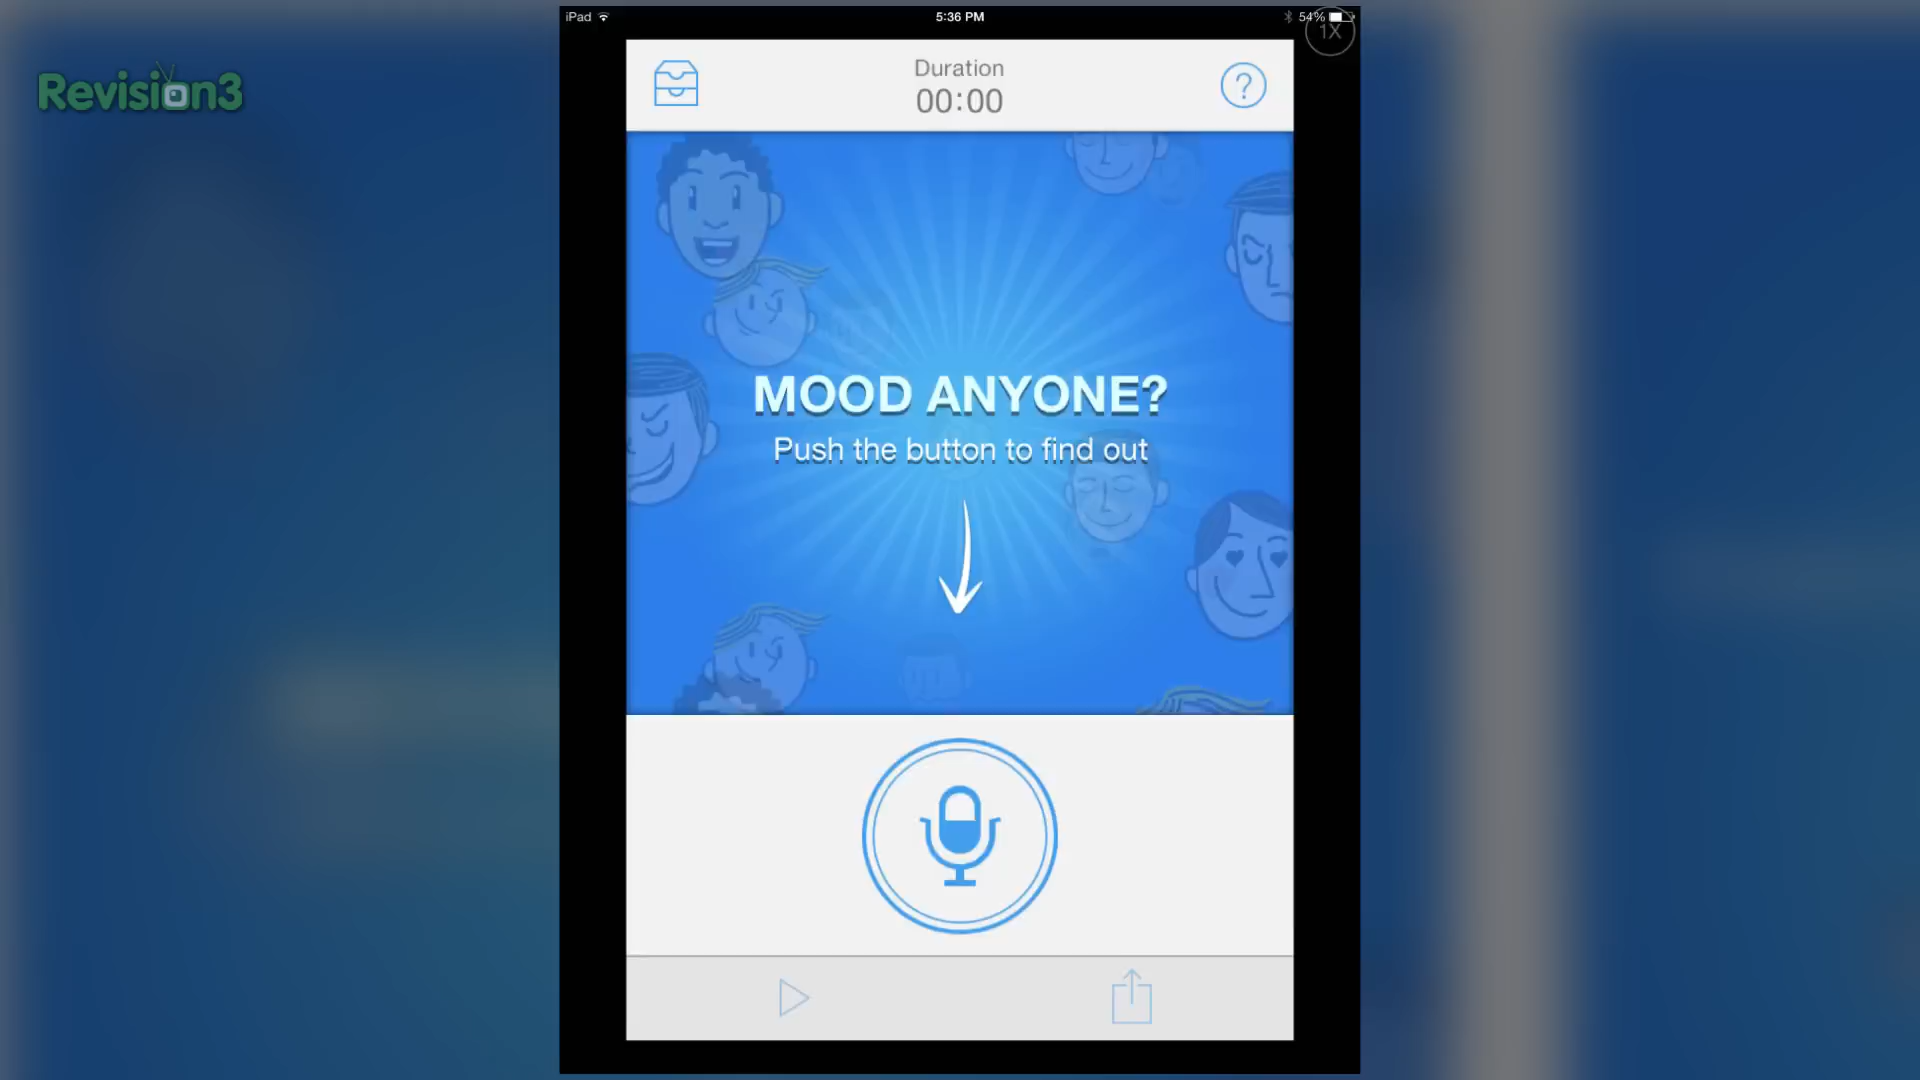 iPad
5:36 PM
54%
1X
Revision3
Duration
00:00
?
MOOD ANYONE?
Push the button to find out